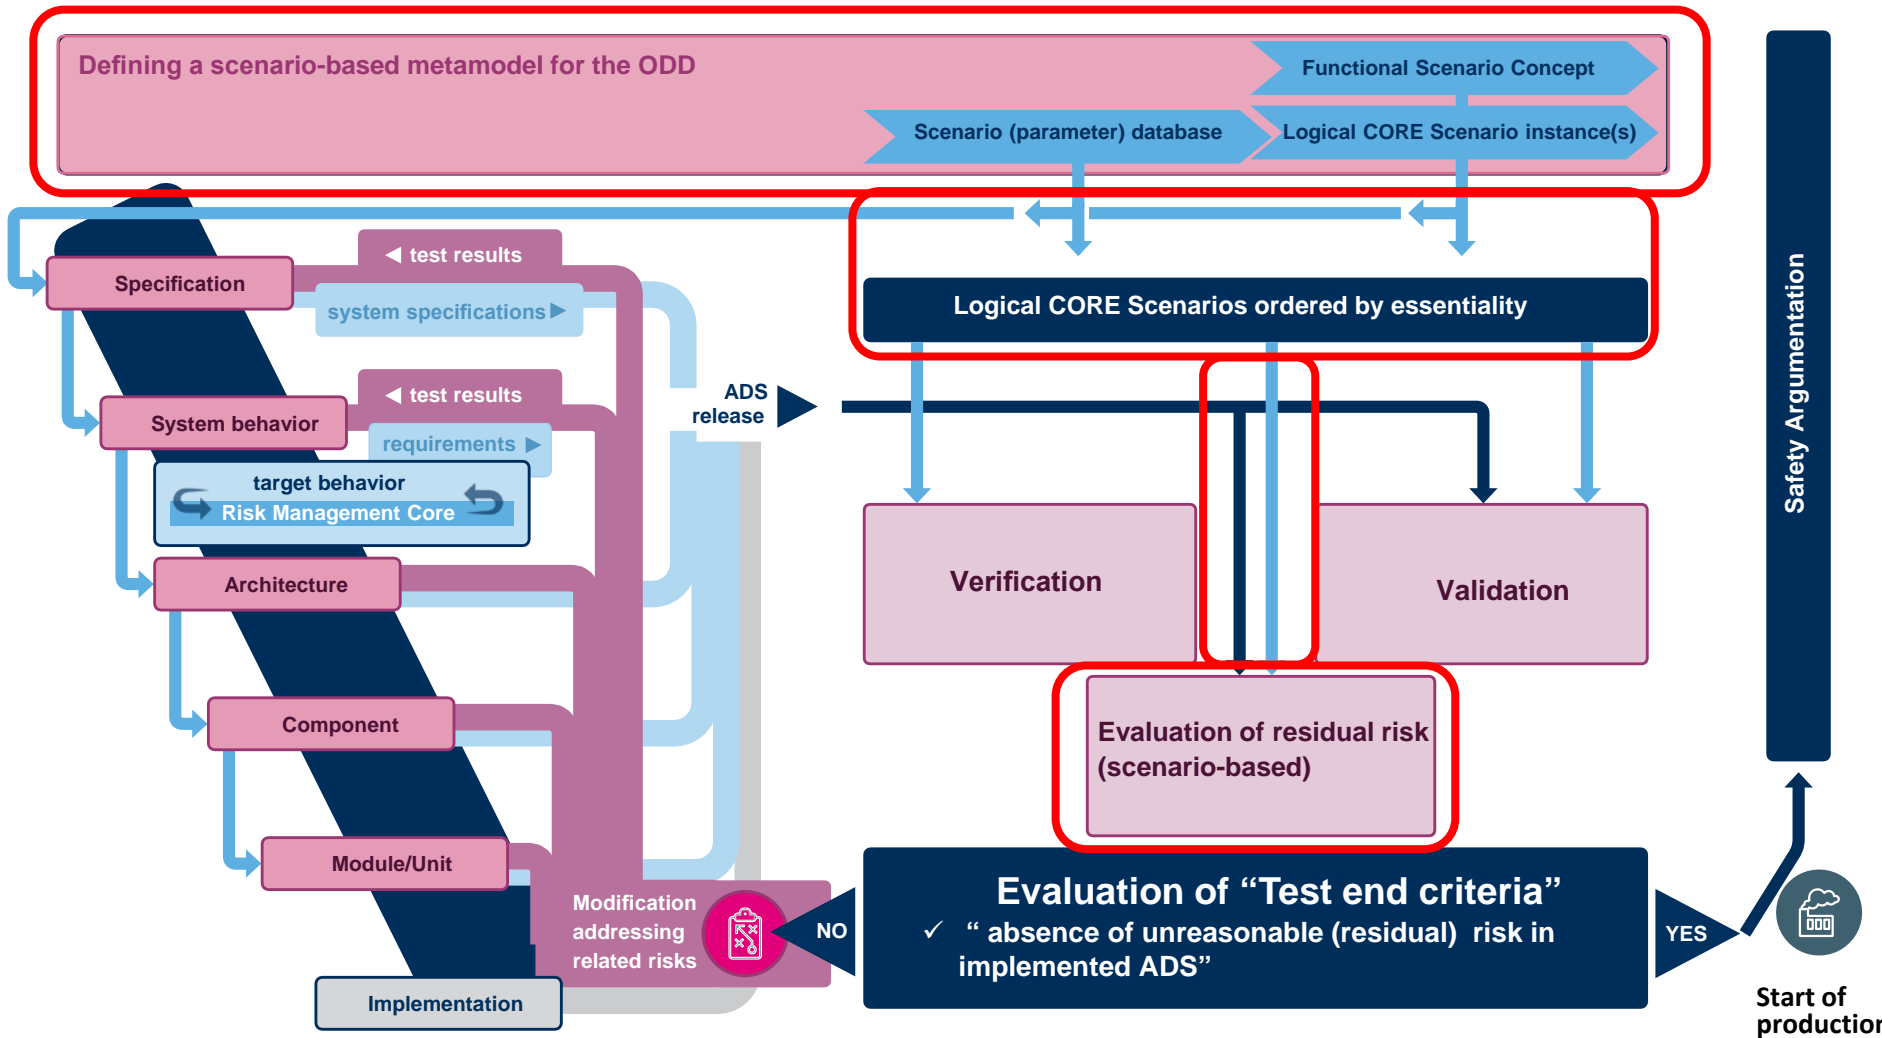 Defining a scenario-based metamodel for the ODD
Functional Scenario Concept
Scenario (parameter) database
Logical CORE Scenario instance(s)
◄ test results
Specification
system specifications ►
Logical CORE Scenarios ordered by essentiality
◄ test results
System behavior
requirements ►
target behavior
Risk Management Core
ADS
release
Architecture
Verification
Validation
Component
Evaluation of residual risk
(scenario-based)
Module/Unit
Modification
addressing
related risks
NO
Evaluation of “Test end criteria”
✓ “ absence of unreasonable (residual) risk in
implemented ADS”
YES
Implementation
Safety Argumentation
Start of
production